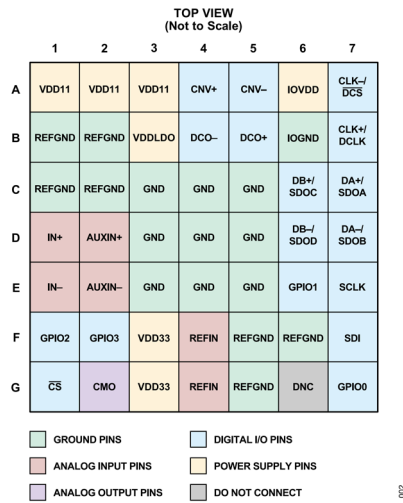 TOP VIEW
(Not to Scale)
1 2 3 4 5 6 7
A VDD11 VDD11 VDD11 CNV+ CNV– IOVDD CLK–/
DCS
B REFGND REFGND VDDLDO DCO– DCO+ IOGND CLK+/
DCLK
C REFGND REFGND GND GND GND DB+/
SDOC DA+/
SDOA
D IN+ AUXIN+ GND GND GND DB–/
SDOD DA–/
SDOB
E IN– AUXIN– GND GND GND GPIO1 SCLK
F GPIO2 GPIO3 VDD33 REFIN REFGND REFGND SDI
G CS CMO VDD33 REFIN REFGND DNC GPIO0
GROUND PINS DIGITAL I/O PINS
ANALOG INPUT PINS POWER SUPPLY PINS
ANALOG OUTPUT PINS DO NOT CONNECT
002